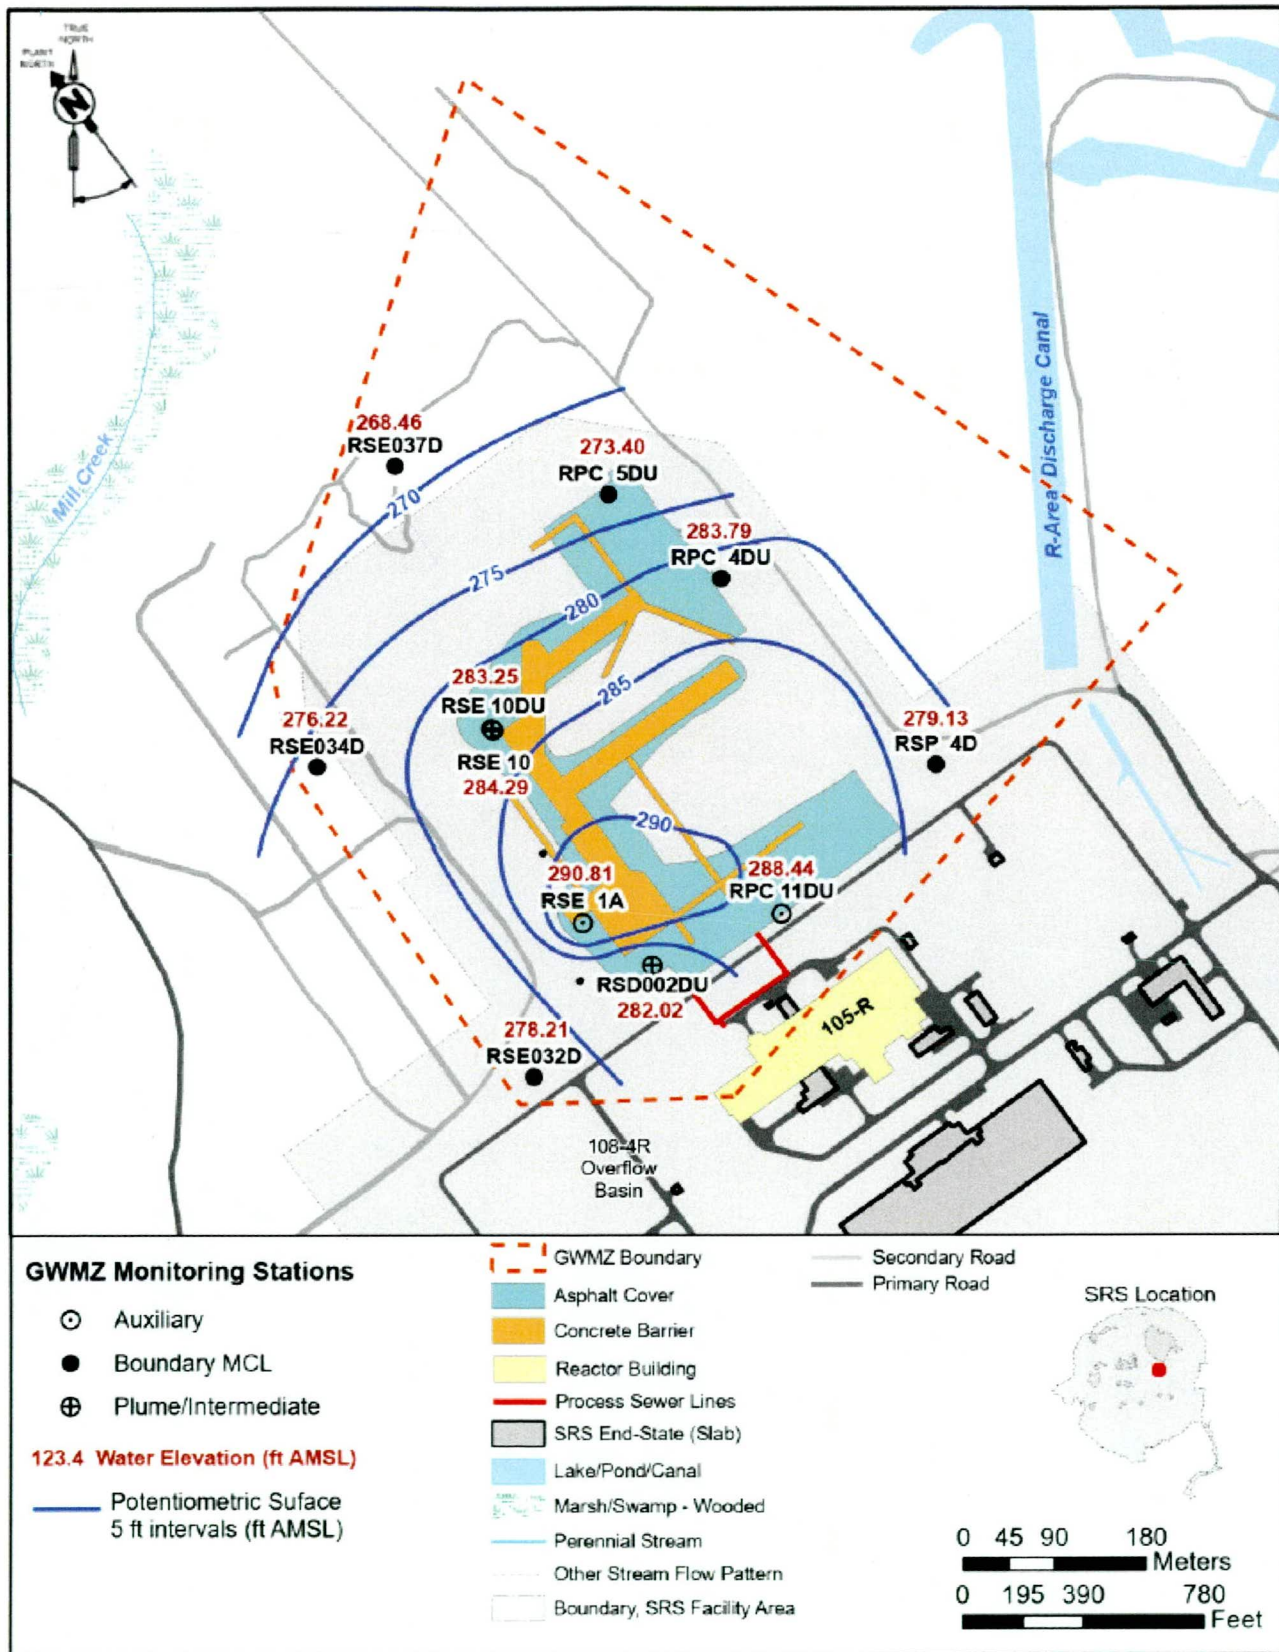 TRUE
NORTH
PLANT
NORTH
N
Mill Creek
R-Area Discharge Canal
268.46
RSE037D
273.40
RPC 5DU
270
283.79
RPC 4DU
275
280
283.25
RSE 10DU
285
276.22
RSE034D
279.13
RSP 4D
RSE 10
284.29
290
290.81
RSE 1A
288.44
RPC 11DU
RSD002DU
282.02
105-R
278.21
RSE032D
108-4R
Overflow
Basin
GWMZ Monitoring Stations
Auxiliary
Boundary MCL
Plume/Intermediate
123.4 Water Elevation (ft AMSL)
Potentiometric Suface
5 ft intervals (ft AMSL)
GWMZ Boundary
Asphalt Cover
Concrete Barrier
Reactor Building
Process Sewer Lines
SRS End-State (Slab)
Lake/Pond/Canal
Marsh/Swamp - Wooded
Perennial Stream
Other Stream Flow Pattern
Boundary, SRS Facility Area
Secondary Road
Primary Road
SRS Location
0 45 90 180
Meters
0 195 390 780
Feet